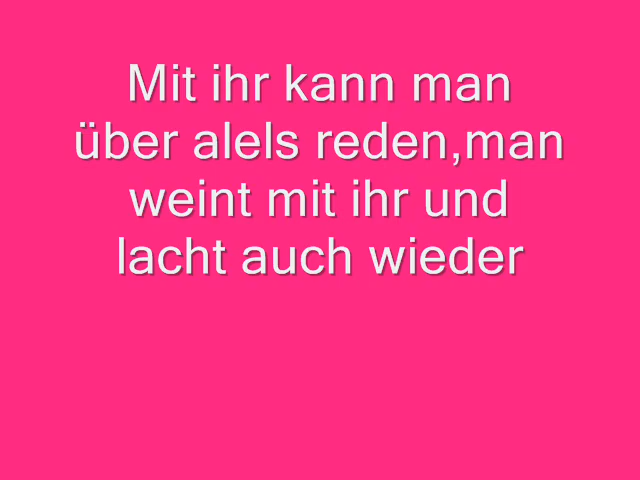 Mit ihr kann man
über alels reden,man
weint mit ihr und
lacht auch wieder